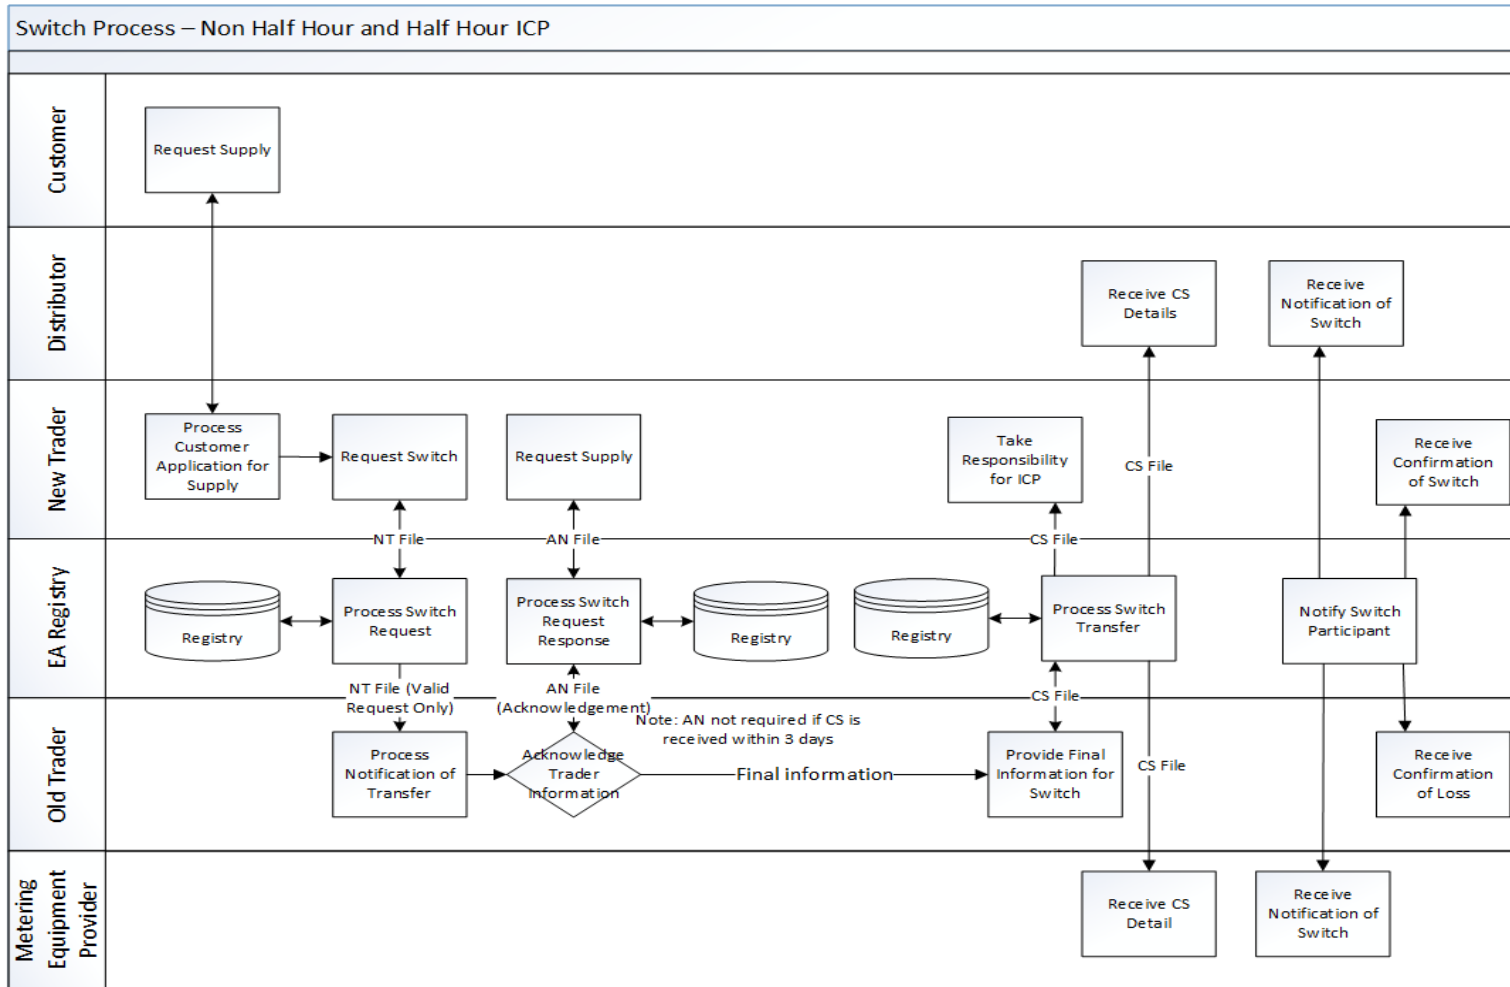 Switch Process – Non Half Hour and Half Hour ICP
Customer
Request Supply
Distributor
Receive CS
Details
Receive
Notification of
Switch
New Trader
Process
Customer
Application for
Supply
Request Switch
Request Supply
Take
Responsibility
for ICP
CS File
Receive
Confirmation
of Switch
NT File
AN File
CS File
EA Registry
Registry
Process Switch
Request
Process Switch
Request
Response
Registry
Registry
Process Switch
Transfer
Notify Switch
Participant
NT File (Valid
Request Only)
AN File
(Acknowledgement)
CS File
Old Trader
Note: AN not required if CS is
received within 3 days
Process
Notification of
Transfer
Acknowledge
Trader
Information
Final information
Provide Final
Information for
Switch
CS File
Receive
Confirmation
of Loss
Metering
Equipment
Provider
Receive CS
Detail
Receive
Notification of
Switch